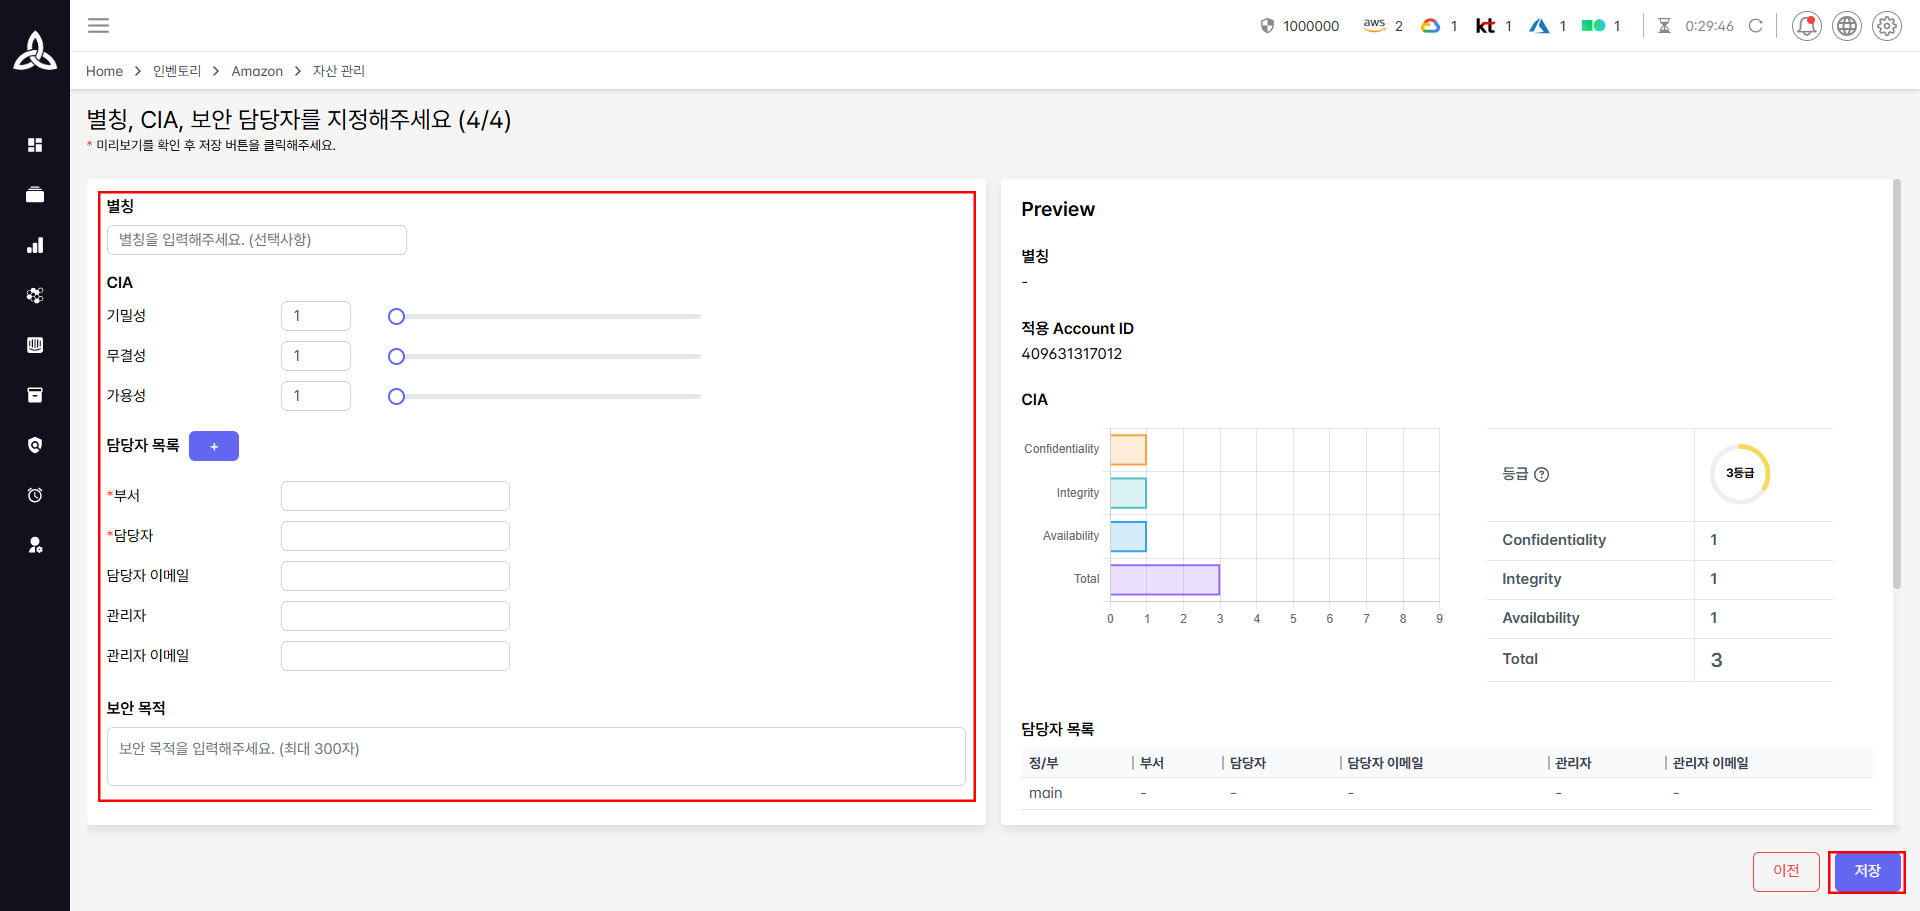 1000000 aws 2 1 kt 1 1 1 0:29:46
Home > 인벤토리 > Amazon > 자산 관리
별칭, CIA, 보안 담당자를 지정해주세요 (4/4)
* 미리보기를 확인 후 저장 버튼을 클릭해주세요.
별칭
별칭을 입력해주세요. (선택사항)
CIA
기밀성 1
무결성 1
가용성 1
담당자 목록 +
*부서
*담당자
담당자 이메일
관리자
관리자 이메일
보안 목적
보안 목적을 입력해주세요. (최대 300자)
Preview
별칭
-
적용 Account ID
409631317012
CIA
Confidentiality
Integrity
Availability
Total
0 1 2 3 4 5 6 7 8 9
등급 ? 3등급
Confidentiality 1
Integrity 1
Availability 1
Total 3
담당자 목록
정/부 부서 담당자 담당자 이메일 관리자 관리자 이메일
main - - - - -
이전 저장